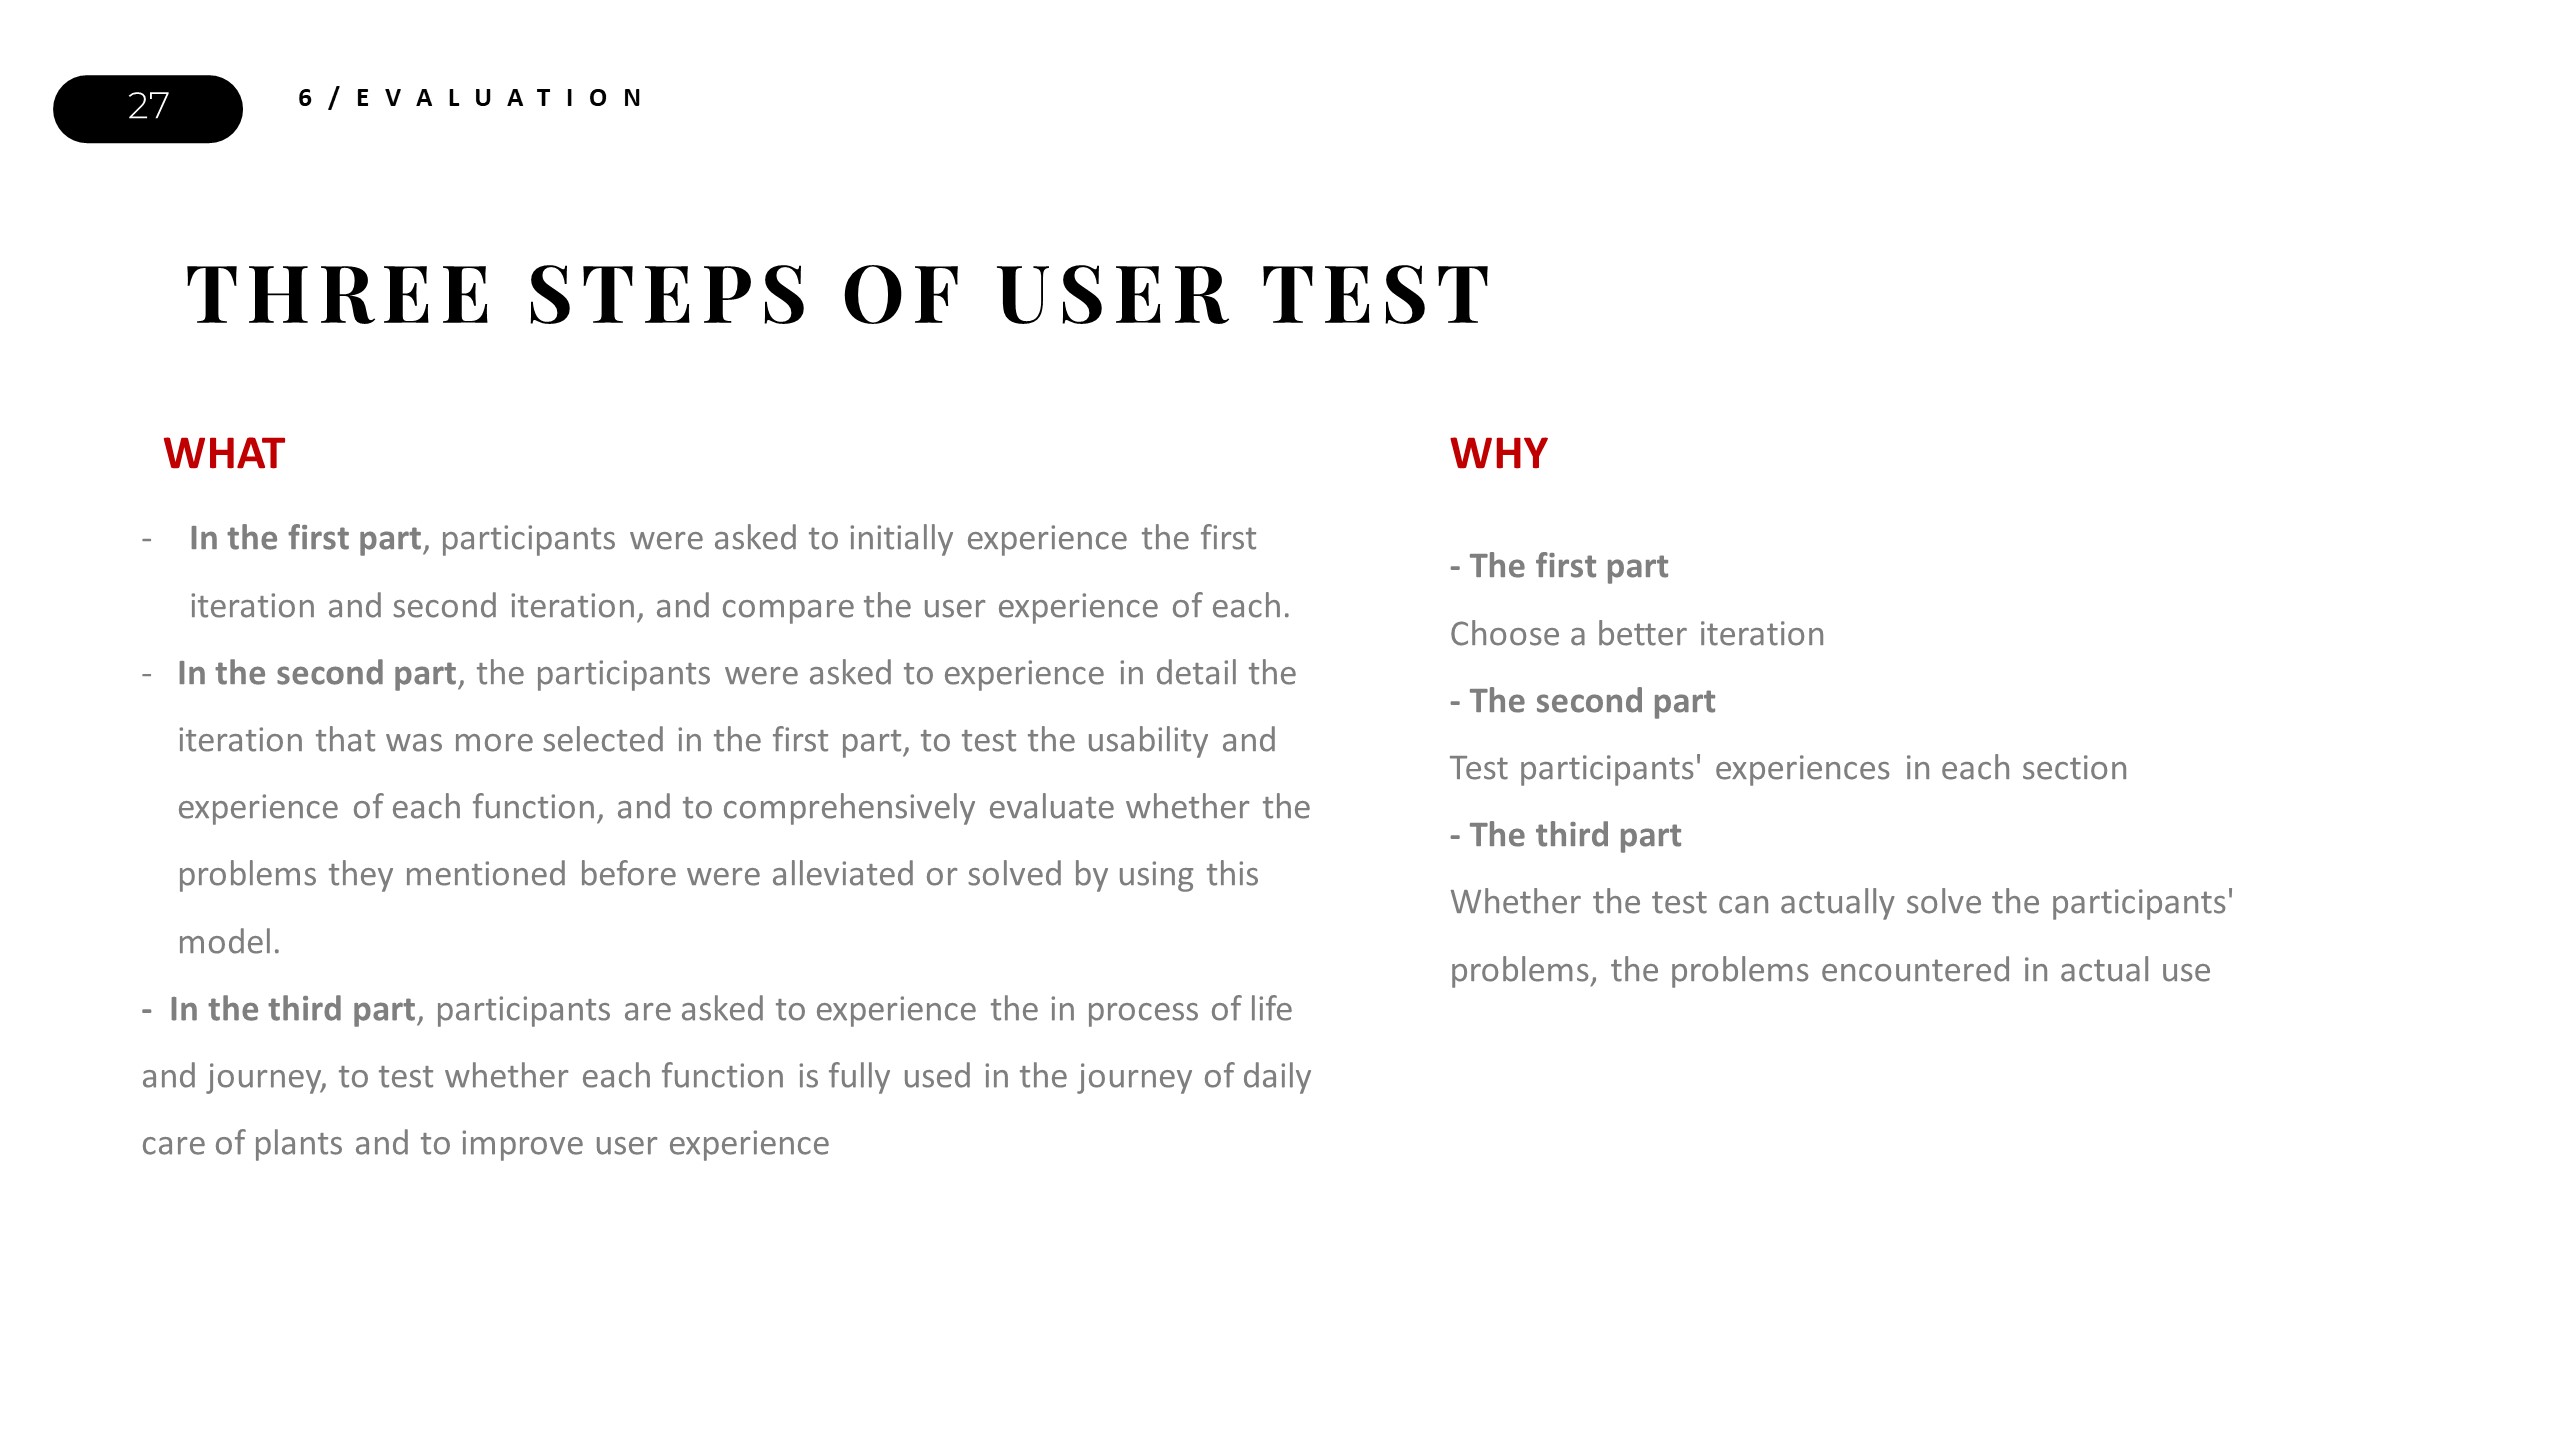 27
6/EVALUATION
THREE STEPS OF USER TEST
WHAT
- In the first part, participants were asked to initially experience the first
iteration and second iteration, and compare the user experience of each.
- In the second part, the participants were asked to experience in detail the
iteration that was more selected in the first part, to test the usability and
experience of each function, and to comprehensively evaluate whether the
problems they mentioned before were alleviated or solved by using this
model.
- In the third part, participants are asked to experience the in process of life
and journey, to test whether each function is fully used in the journey of daily
care of plants and to improve user experience
WHY
- The first part
Choose a better iteration
- The second part
Test participants' experiences in each section
- The third part
Whether the test can actually solve the participants'
problems, the problems encountered in actual use